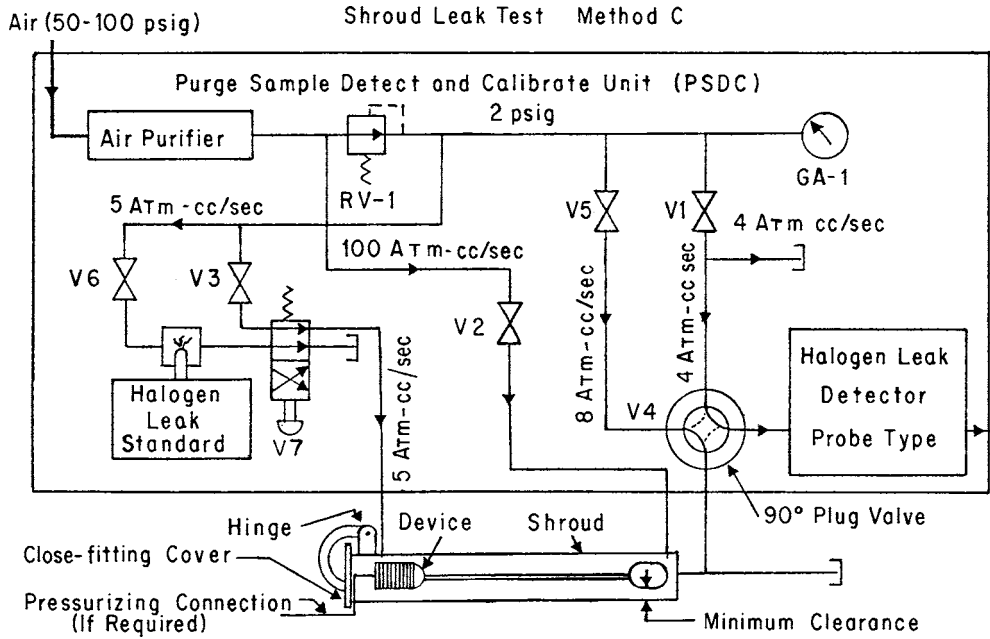 Shroud Leak Test Method C
Air (50-100 psig)
Purge Sample Detect and Calibrate Unit (PSDC)
2 psig
Air Purifier
RV-1
GA-1
5 ATM-cc/sec
V5
V1
4 ATM cc/sec
100 ATM-cc/sec
V6
V3
V2
8 ATM-cc/sec
4 ATM-cc sec
Halogen Leak
Detector
Probe Type
Halogen
Leak
Standard
V7
5 ATM-cc/sec
V4
90° Plug Valve
Hinge
Device
Shroud
Close-fitting Cover
Pressurizing Connection
(If Required)
Minimum Clearance